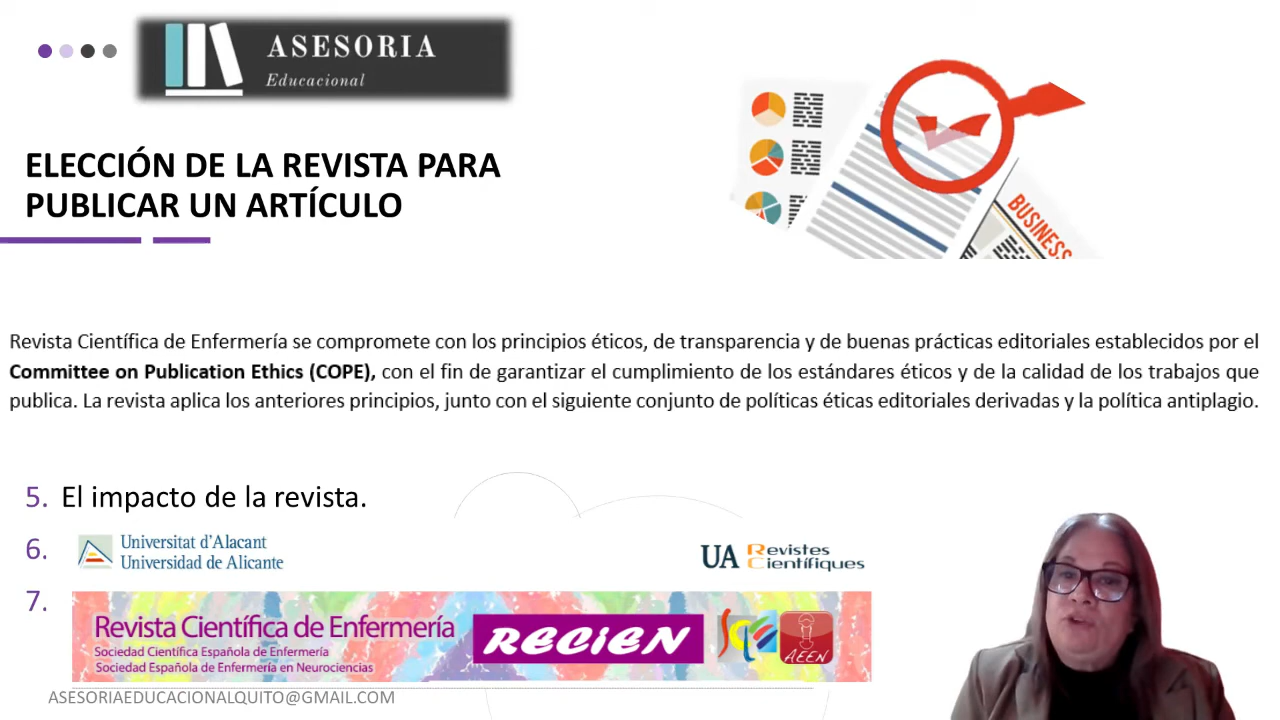 ASESORIA
Educacional
ELECCIÓN DE LA REVISTA PARA
PUBLICAR UN ARTÍCULO
BUSINESS
Revista Científica de Enfermería se compromete con los principios éticos, de transparencia y de buenas prácticas editoriales establecidos por el
Committee on Publication Ethics (COPE), con el fin de garantizar el cumplimiento de los estándares éticos y de la calidad de los trabajos que
publica. La revista aplica los anteriores principios, junto con el siguiente conjunto de políticas éticas editoriales derivadas y la política antiplagio.
5. El impacto de la revista.
6.
Universitat d'Alacant
Universidad de Alicante
UA Revistes
Científiques
7.
Revista Científica de Enfermería
Sociedad Científica Española de Enfermería
Sociedad Española de Enfermería en Neurociencias
RECIEN
AEEN
ASESORIAEDUCACIONALQUITO@GMAIL.COM